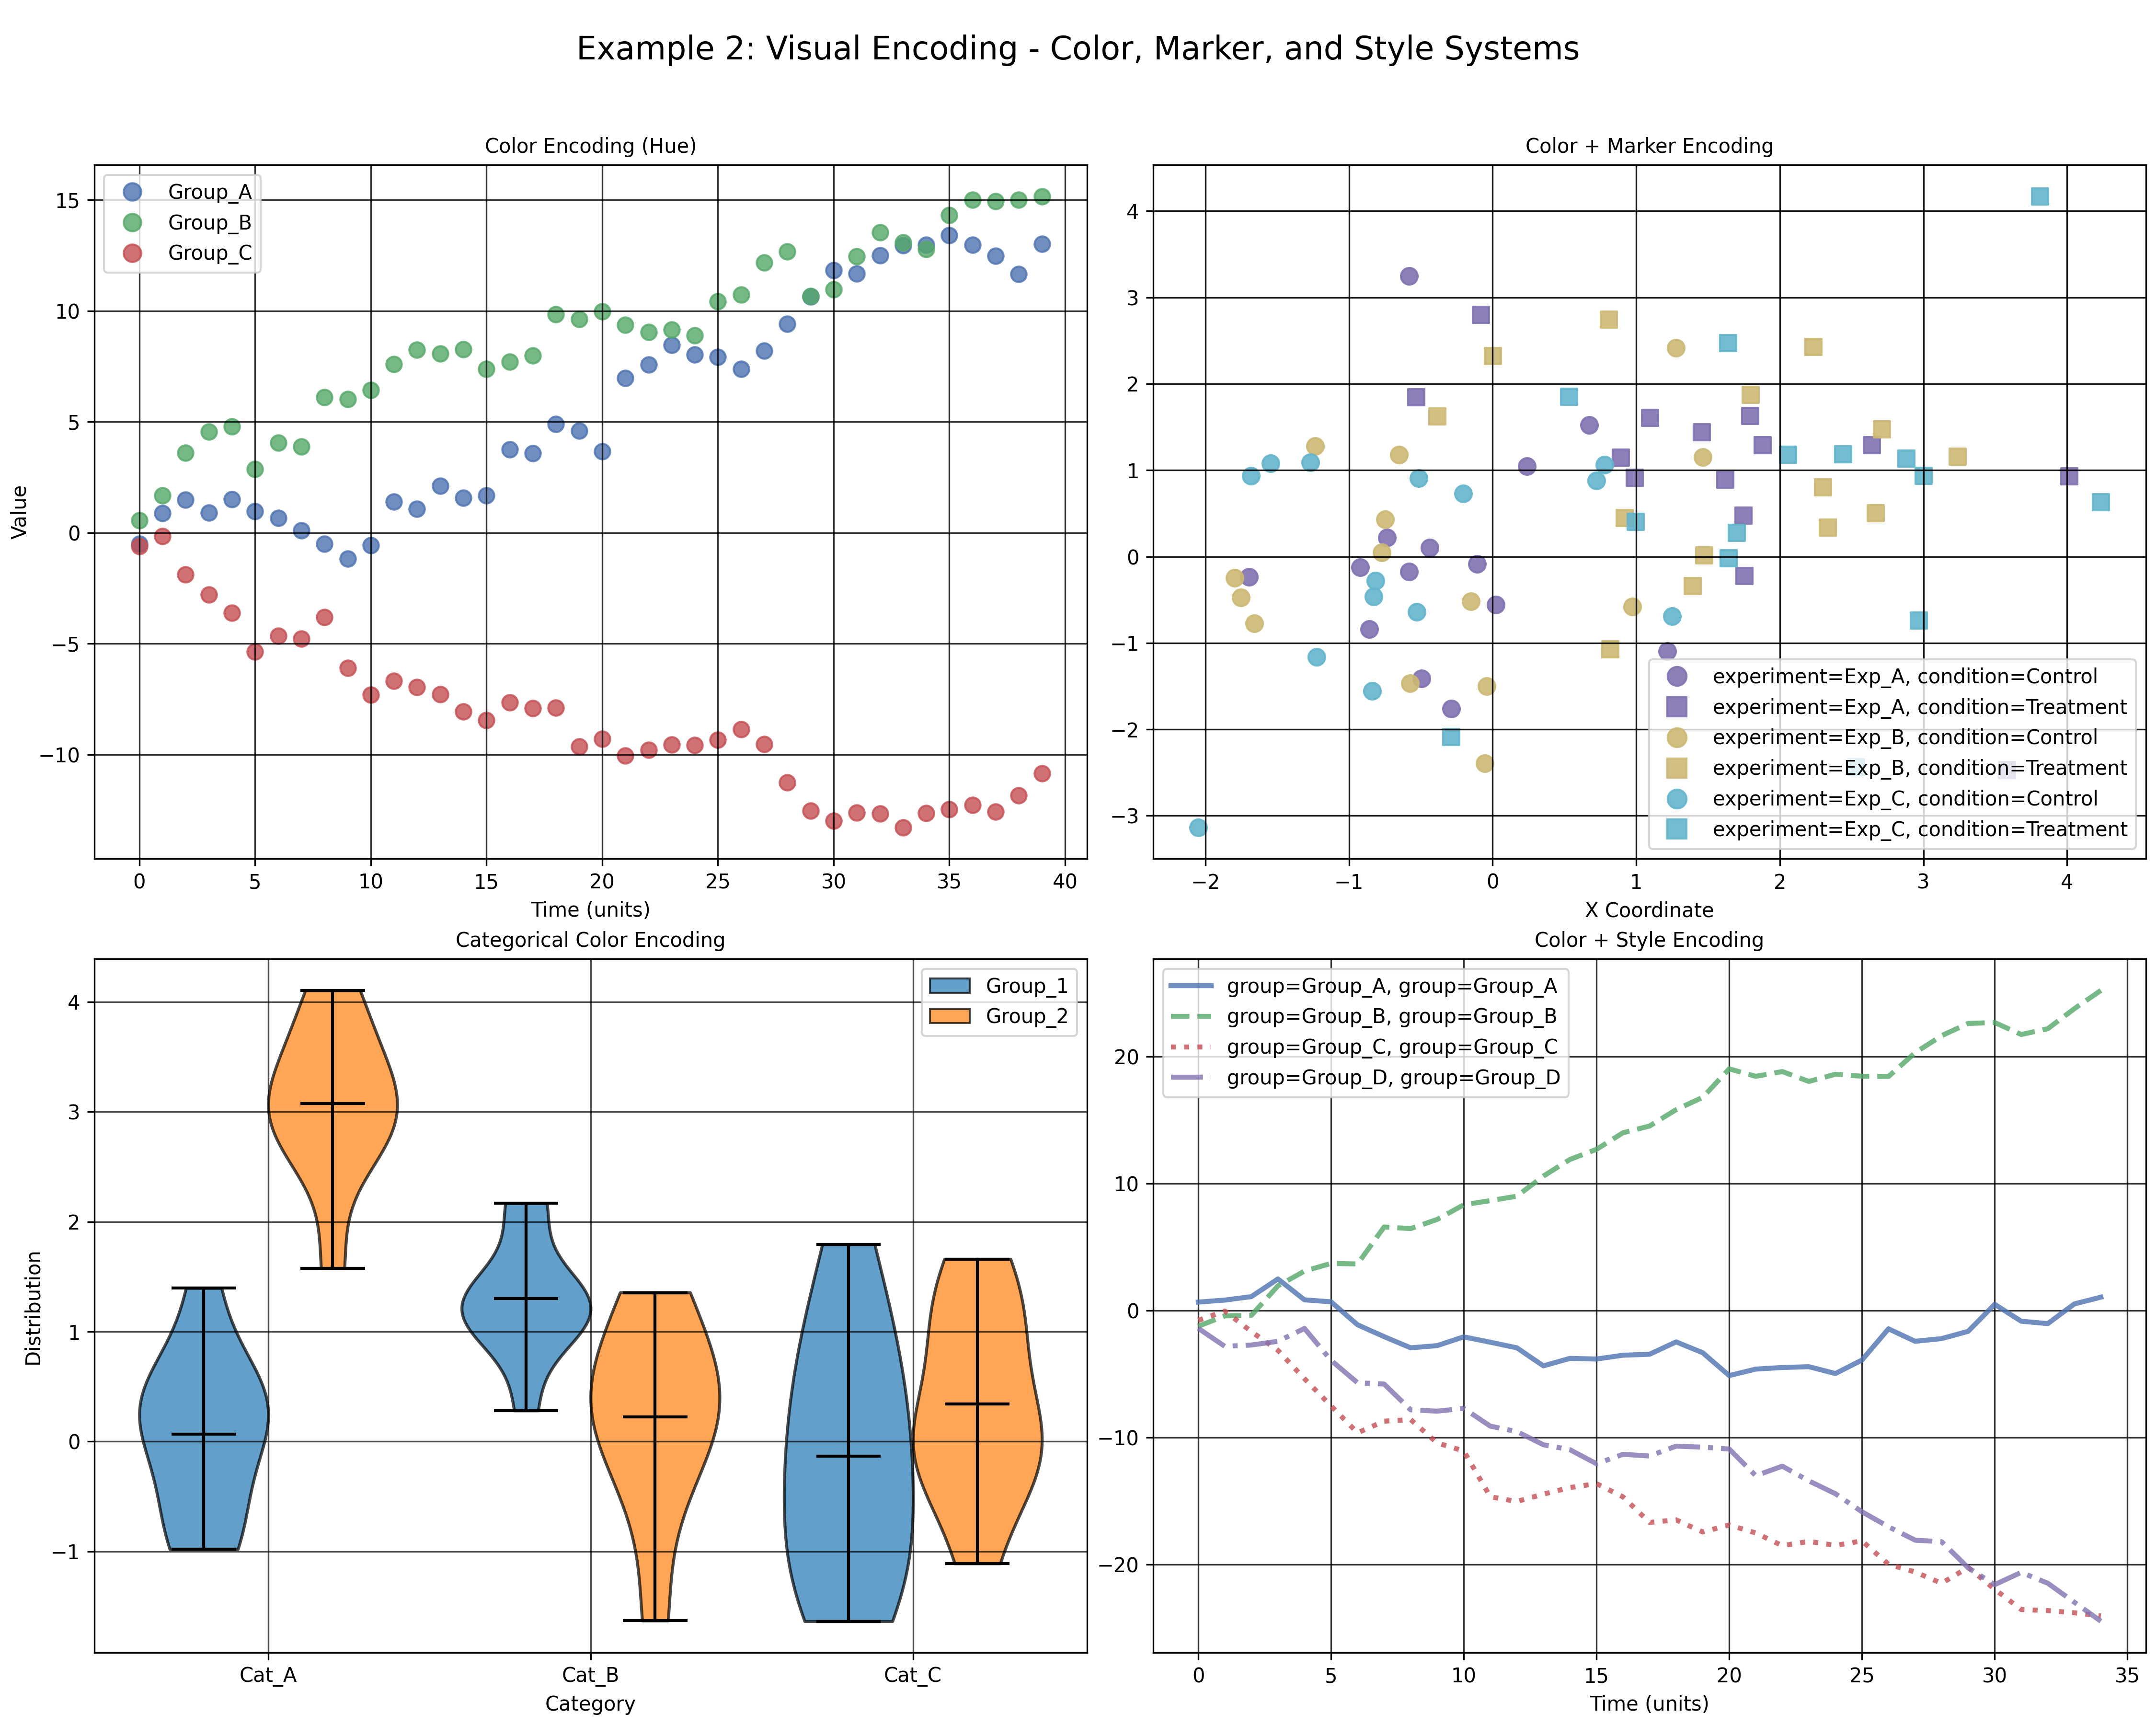 Example 2: Visual Encoding - Color, Marker, and Style Systems
Color Encoding (Hue)
Group_A
Group_B
Group_C
15
10
5
0
−5
−10
Value
0 5 10 15 20 25 30 35 40
Time (units)
Color + Marker Encoding
4
3
2
1
0
−1
−2
−3
experiment=Exp_A, condition=Control
experiment=Exp_A, condition=Treatment
experiment=Exp_B, condition=Control
experiment=Exp_B, condition=Treatment
experiment=Exp_C, condition=Control
experiment=Exp_C, condition=Treatment
−2 −1 0 1 2 3 4
X Coordinate
Categorical Color Encoding
Group_1
Group_2
4
3
2
1
0
−1
Distribution
Cat_A Cat_B Cat_C
Category
Color + Style Encoding
group=Group_A, group=Group_A
group=Group_B, group=Group_B
group=Group_C, group=Group_C
group=Group_D, group=Group_D
20
10
0
−10
−20
0 5 10 15 20 25 30 35
Time (units)